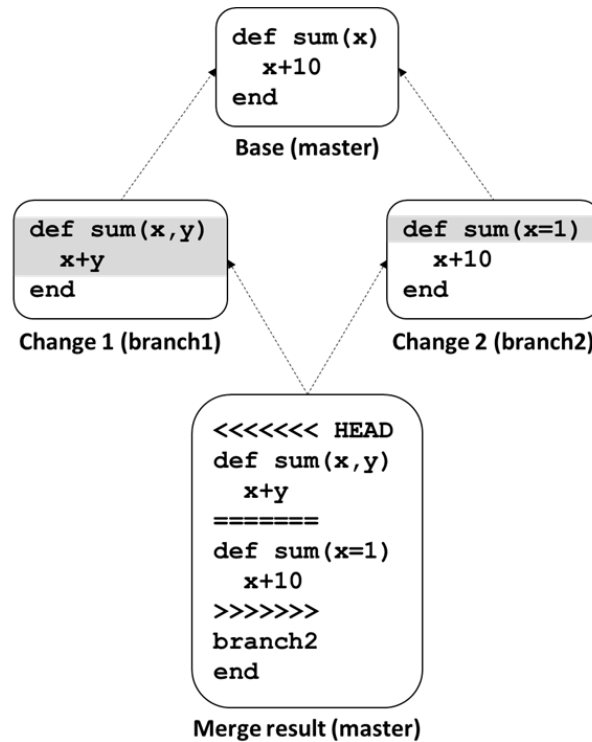 def sum(x)
  x+10
end
Base (master)
def sum(x,y)
  x+y
end
Change 1 (branch1)
def sum(x=1)
  x+10
end
Change 2 (branch2)
<<<<<<< HEAD
def sum(x,y)
  x+y
=======
def sum(x=1)
  x+10
>>>>>>>
branch2
end
Merge result (master)